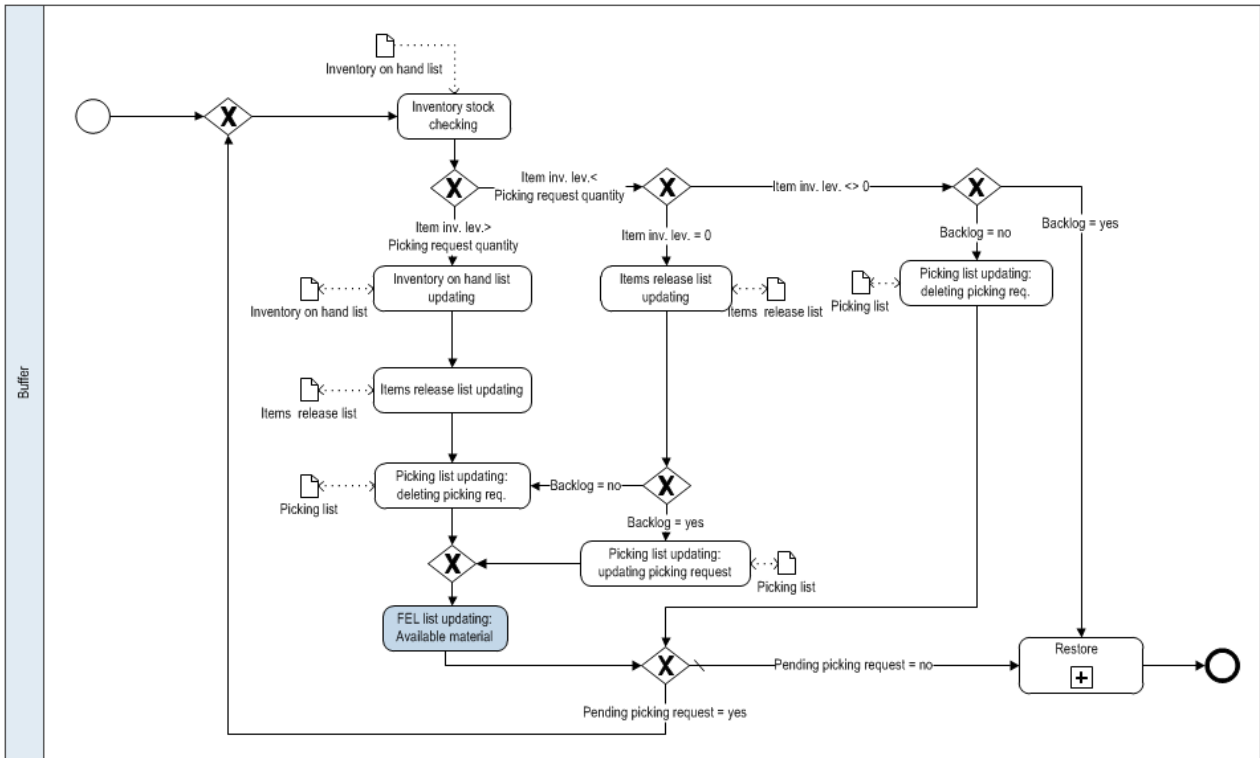 Buffer
Inventory on hand list
Inventory stock
checking
Item inv. lev.<
Picking request quantity
Item inv. lev. <> 0
Backlog = yes
Item inv. lev.>
Picking request quantity
Item inv. lev. = 0
Backlog = no
Inventory on hand list
updating
Inventory on hand list
Items release list
updating
Items release list
Picking list updating:
deleting picking req.
Picking list
Items release list updating
Items release list
Picking list updating:
deleting picking req.
Picking list
Backlog = no
Backlog = yes
Picking list updating:
updating picking request
Picking list
FEL list updating:
Available material
Pending picking request = no
Restore
Pending picking request = yes